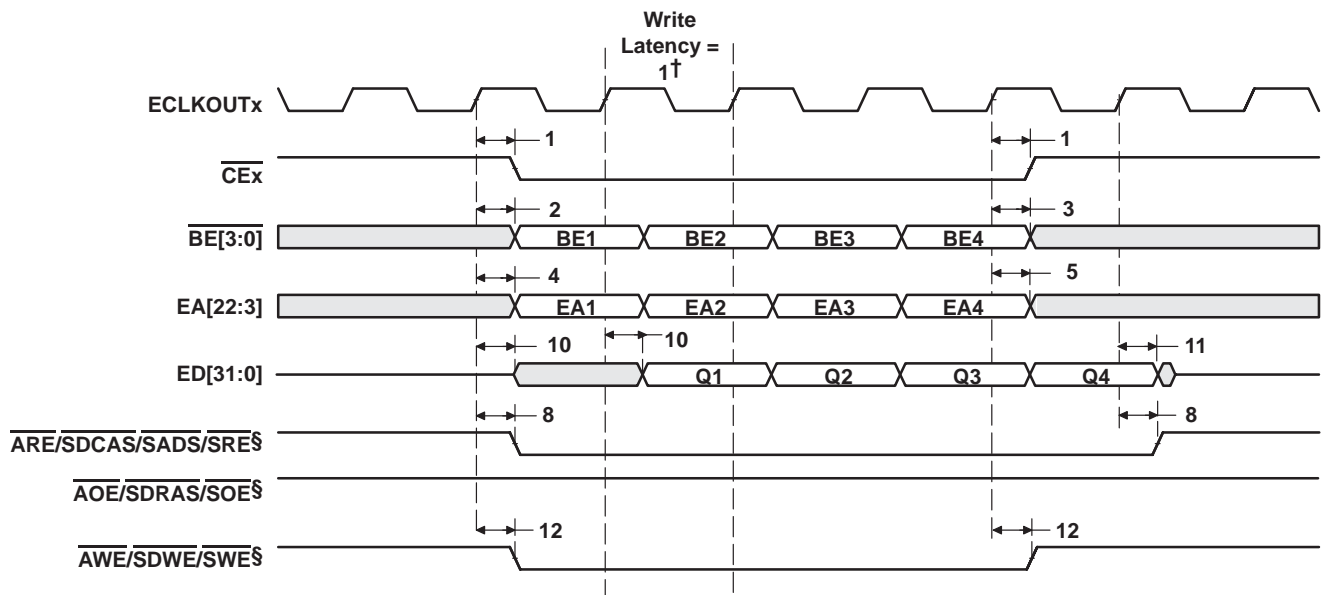 Write
Latency =
1†
ECLKOUTx
1 1
CEx
2 3
BE[3:0] BE1 BE2 BE3 BE4
4 5
EA[22:3] EA1 EA2 EA3 EA4
10 10 11
ED[31:0] Q1 Q2 Q3 Q4
8 8
ARE/SDCAS/SADS/SRE§
AOE/SDRAS/SOE§
12 12
AWE/SDWE/SWE§